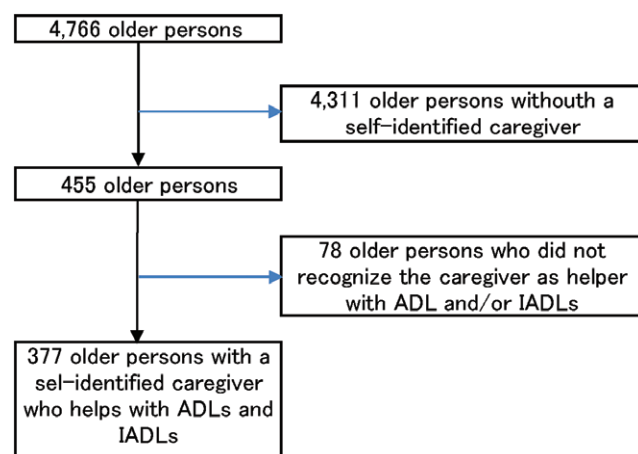 4,766 older persons
4,311 older persons withouth a
self-identified caregiver
455 older persons
78 older persons who did not
recognize the caregiver as helper
with ADL and/or IADLs
377 older persons with a
sel-identified caregiver
who helps with ADLs and
IADLs